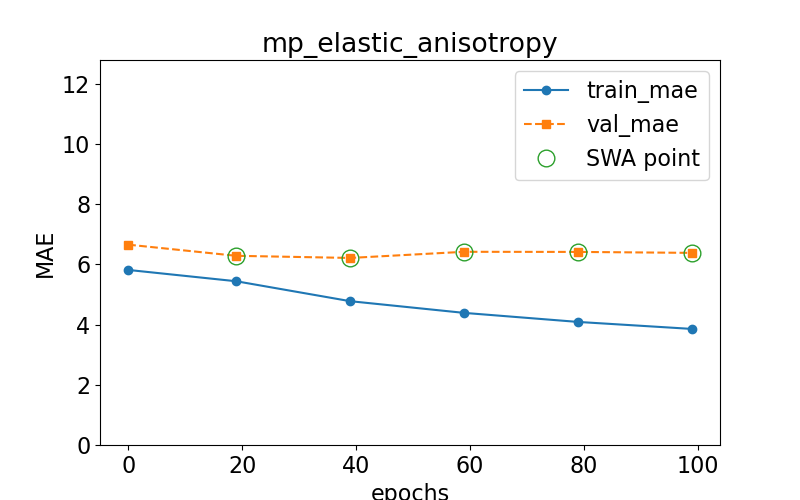 mp_elastic_anisotropy
train_mae
val_mae
SWA point
MAE
12
10
8
6
4
2
0
0 20 40 60 80 100
epochs